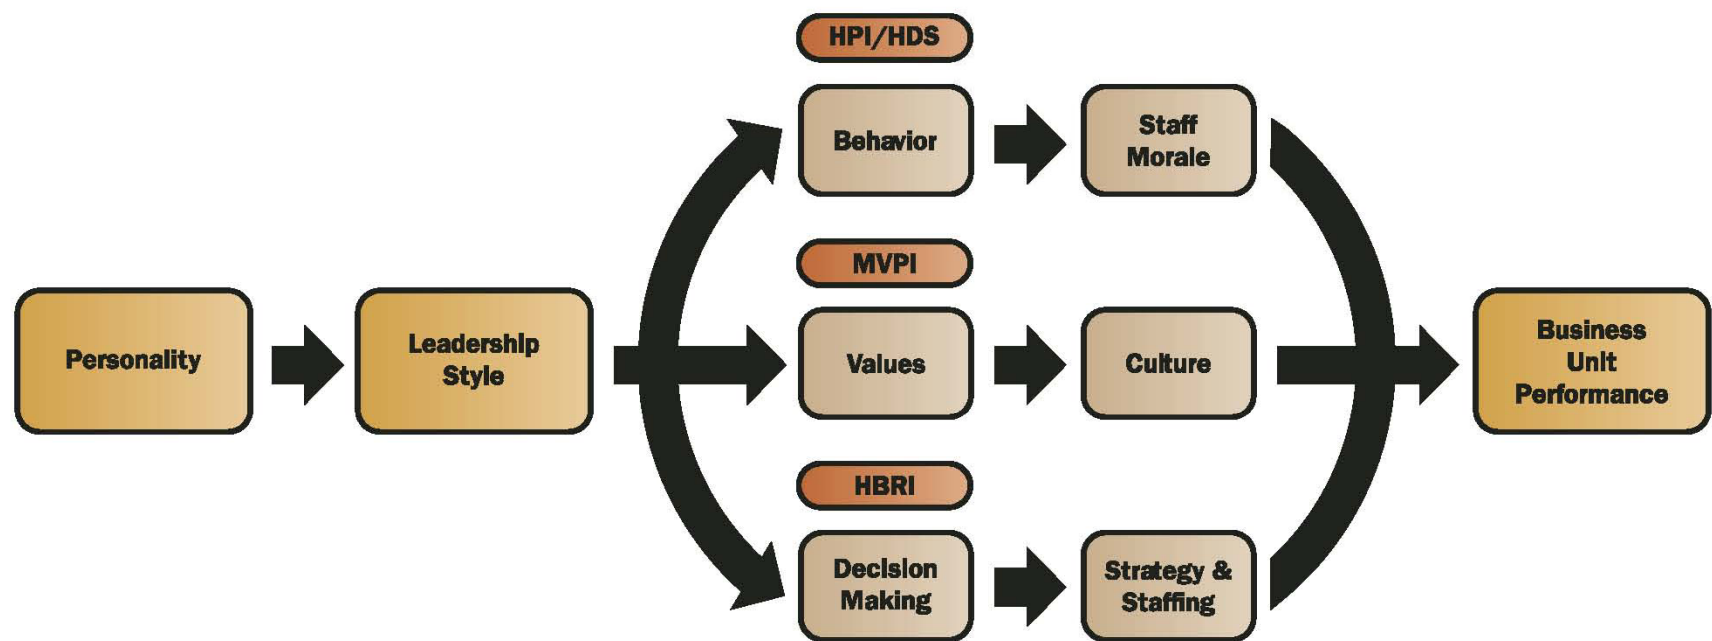 HPI/HDS
Behavior
Staff
Morale
MVPI
Personality
Leadership
Style
Values
Culture
Business
Unit
Performance
HBRI
Decision
Making
Strategy &
Staffing